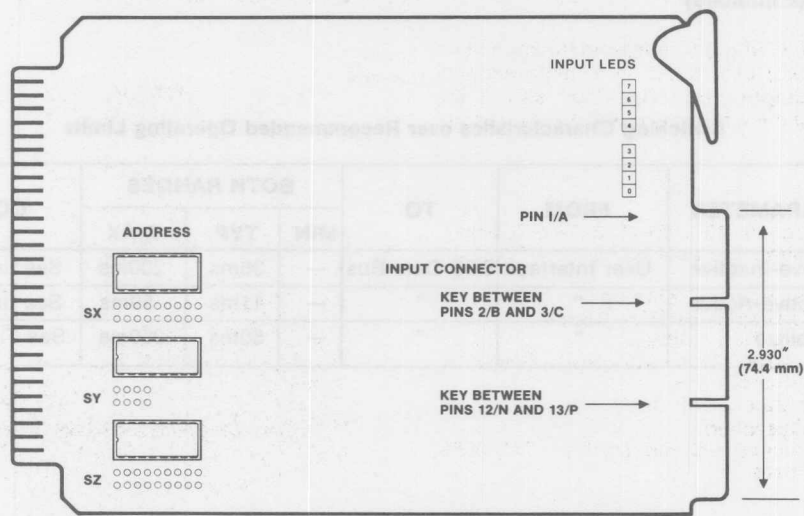 INPUT LEDS
7
6
5
4
3
2
1
0
PIN I/A
ADDRESS
INPUT CONNECTOR
SX
KEY BETWEEN
PINS 2/B AND 3/C
SY
2.930"
(74.4 mm)
KEY BETWEEN
PINS 12/N AND 13/P
SZ